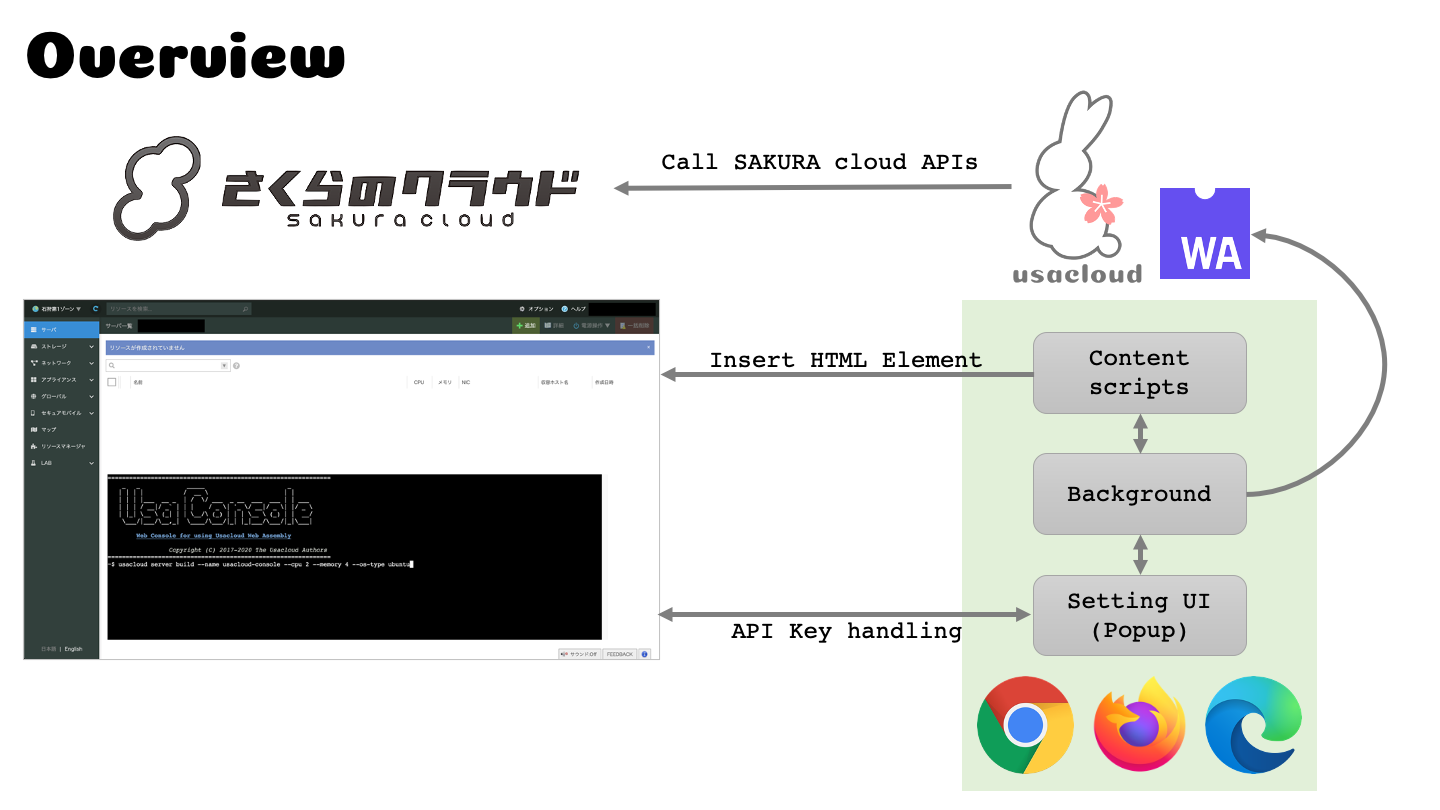 Overview
Call SAKURA cloud APIs
さくらのクラウド
sakura cloud
WA
usacloud
石狩第1ゾーン ▼
リソースを検索...
オプション
ヘルプ
サーバ
サーバ一覧
追加
詳細
電源操作 ▼
一括削除
ストレージ
リソースが作成されていません
ネットワーク
アプライアンス
名前
CPU
メモリ
NIC
収容ホスト名
作成日時
グローバル
セキュアモバイル
マップ
リソースマネージャ
LAB
Insert HTML Element
Content
scripts
Background
Usa Console
Web Console for using Usacloud Web Assembly
Copyright (C) 2017-2020 The Usacloud Authors
~$ usacloud server build --name usacloud-console --cpu 2 --memory 4 --os-type ubuntu
API Key handling
Setting UI
(Popup)
日本語 | English
サウンド:Off
FEEDBACK